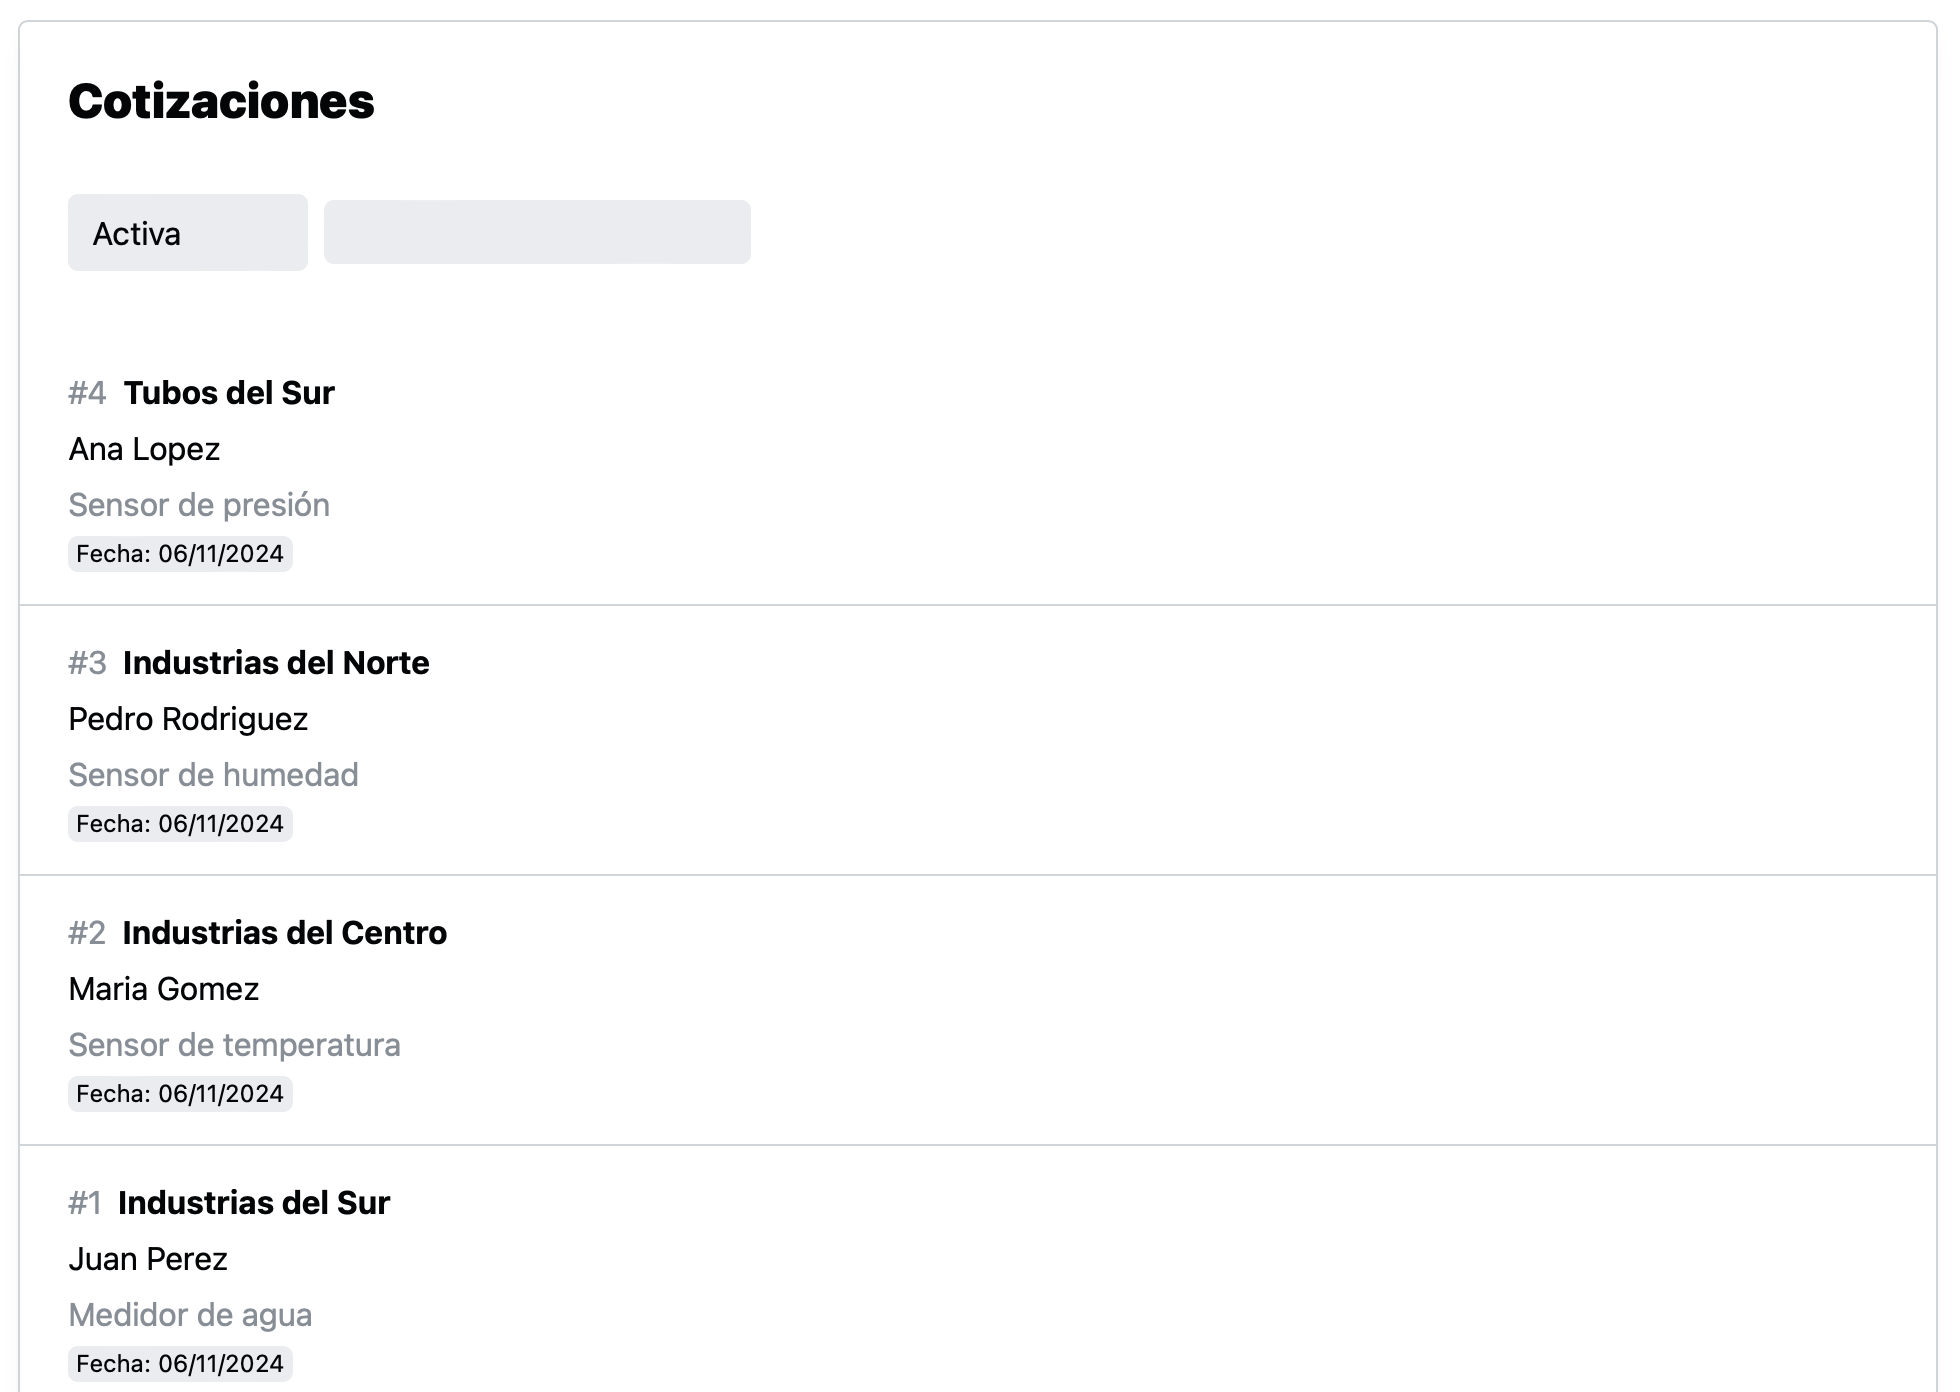 Cotizaciones
Activa
#4 Tubos del Sur
Ana Lopez
Sensor de presión
Fecha: 06/11/2024
#3 Industrias del Norte
Pedro Rodriguez
Sensor de humedad
Fecha: 06/11/2024
#2 Industrias del Centro
Maria Gomez
Sensor de temperatura
Fecha: 06/11/2024
#1 Industrias del Sur
Juan Perez
Medidor de agua
Fecha: 06/11/2024